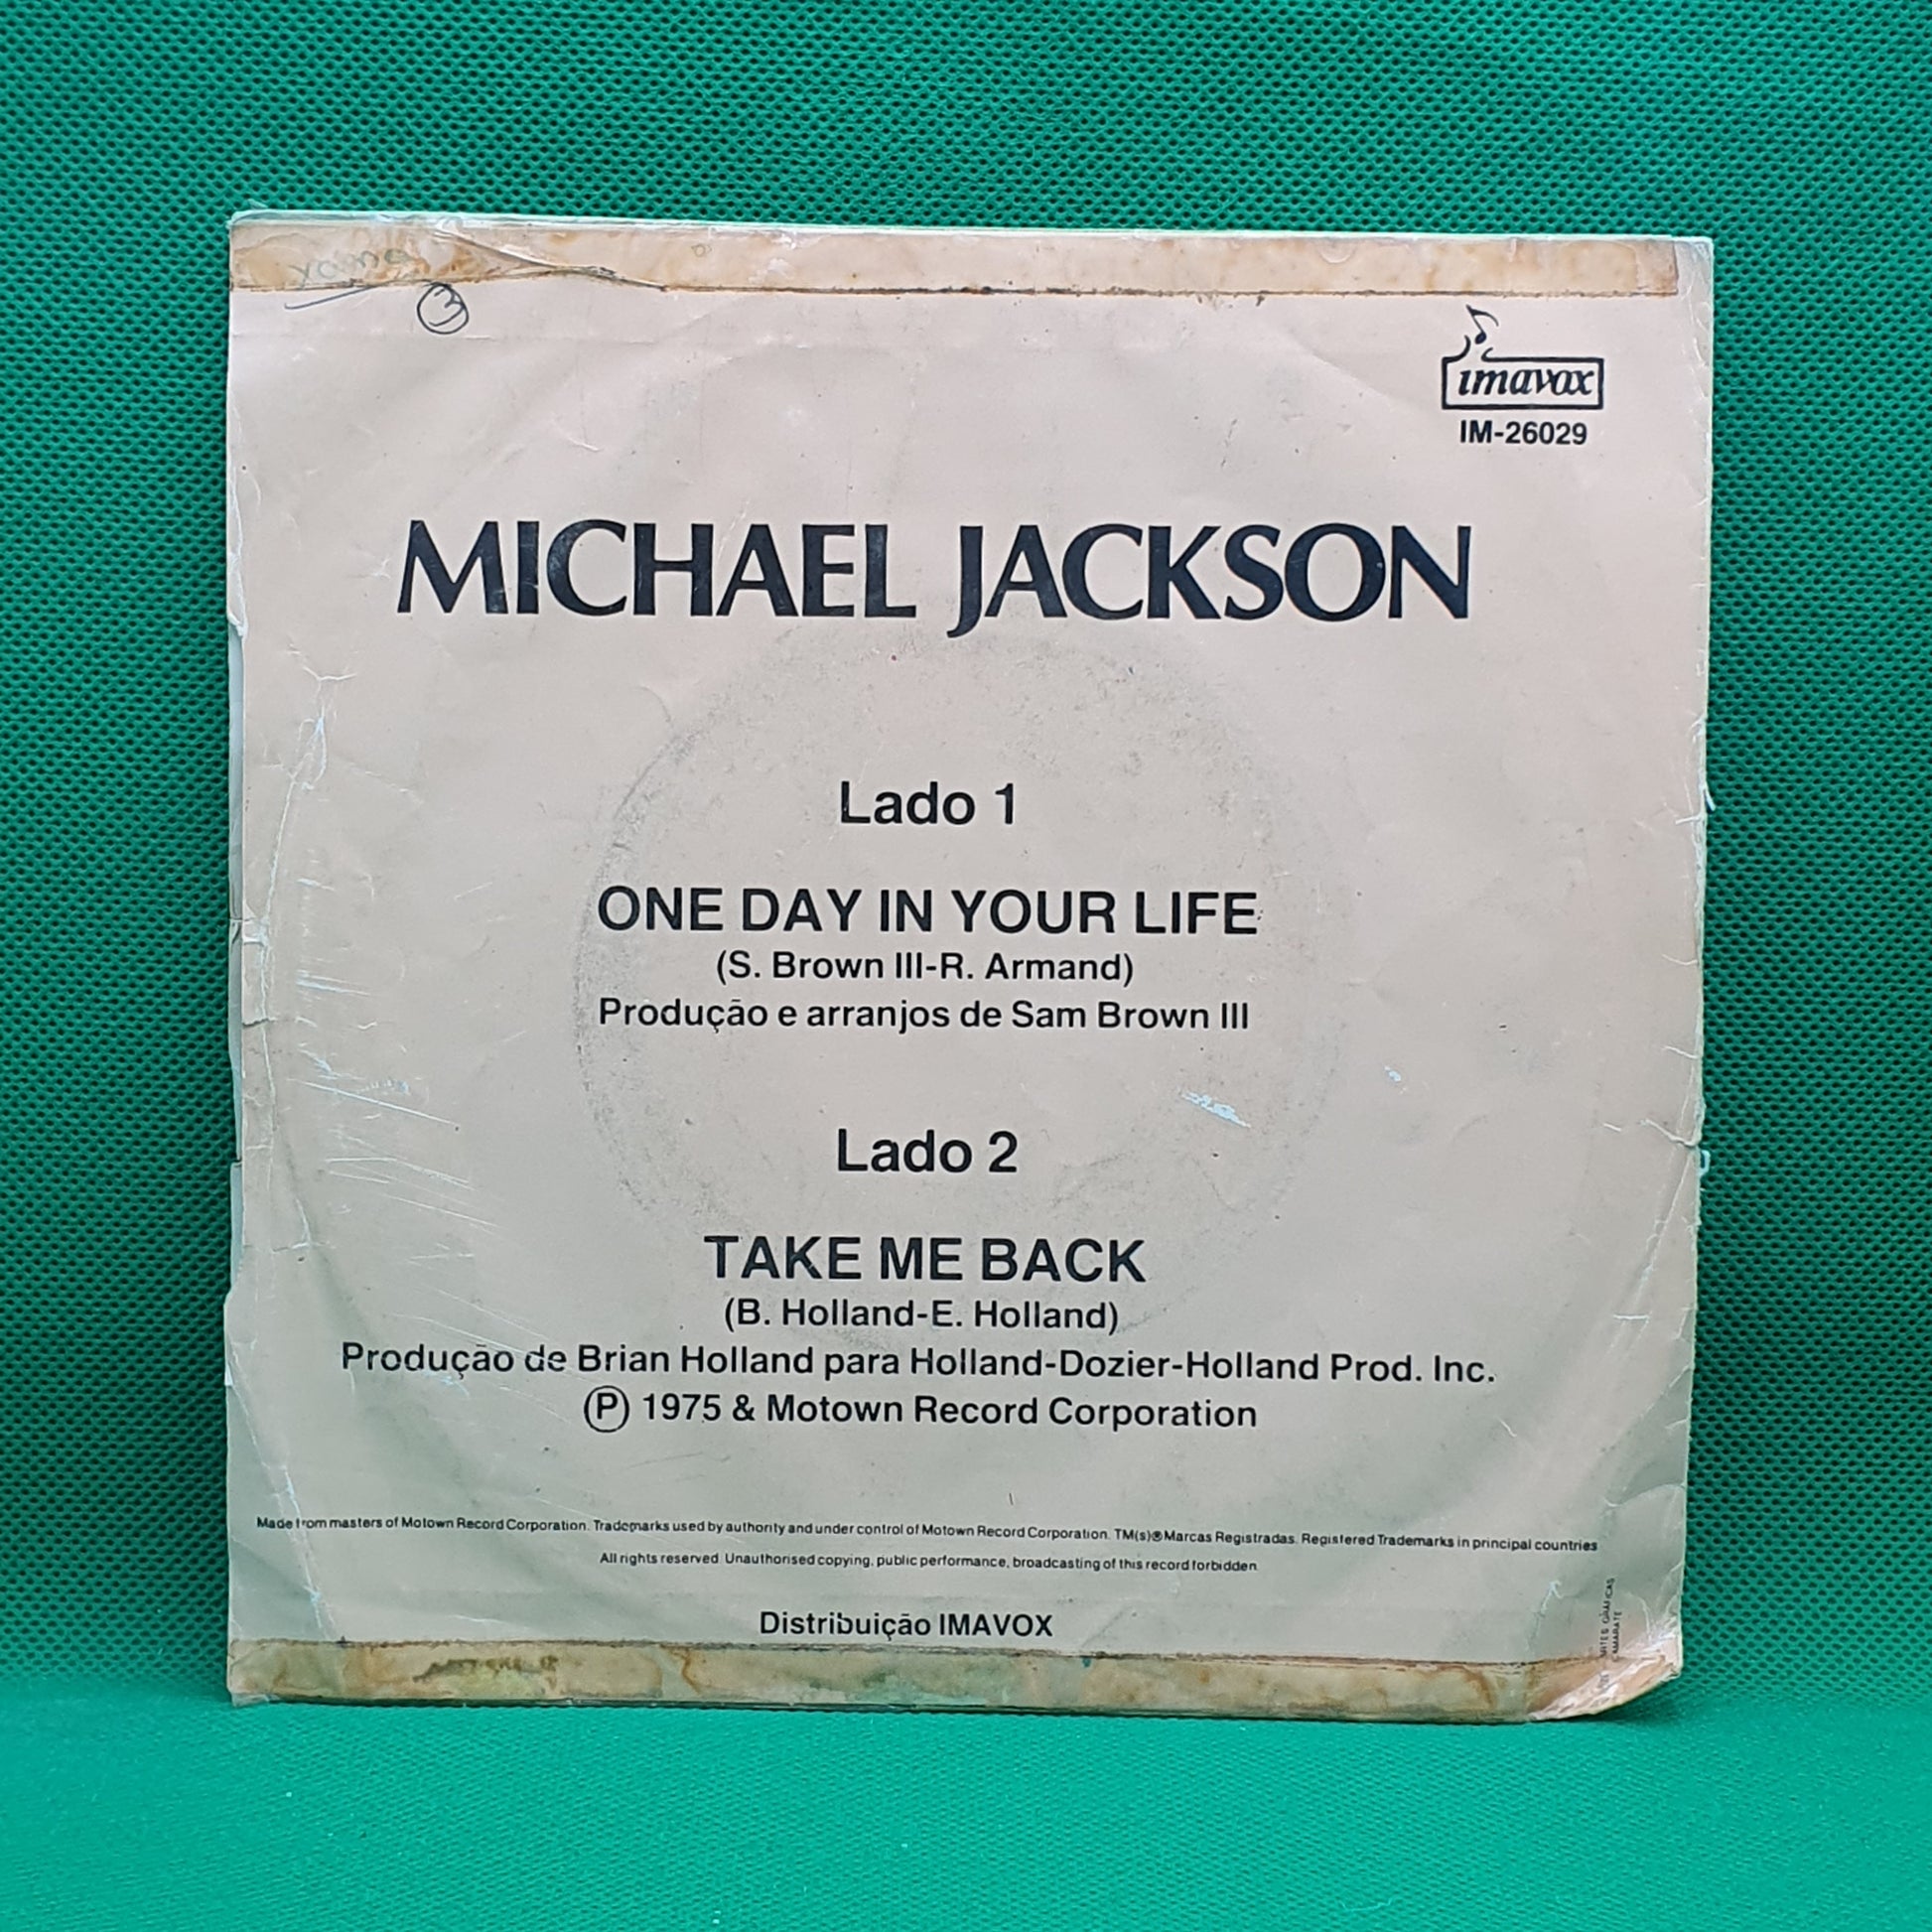 3
imavox
IM-26029
MICHAEL JACKSON
Lado 1
ONE DAY IN YOUR LIFE
(S. Brown III-R. Armand)
Produção e arranjos de Sam Brown III
Lado 2
TAKE ME BACK
(B. Holland-E. Holland)
Produção de Brian Holland para Holland-Dozier-Holland Prod. Inc.
Ⓟ 1975 & Motown Record Corporation
Made from masters of Motown Record Corporation. Trademarks used by authority and under control of Motown Record Corporation. TM(s)® Marcas Registradas. Registered Trademarks in principal countries
All rights reserved. Unauthorised copying, public performance, broadcasting of this record forbidden
Distribuição IMAVOX
GRÁFICAS
CAMARATE